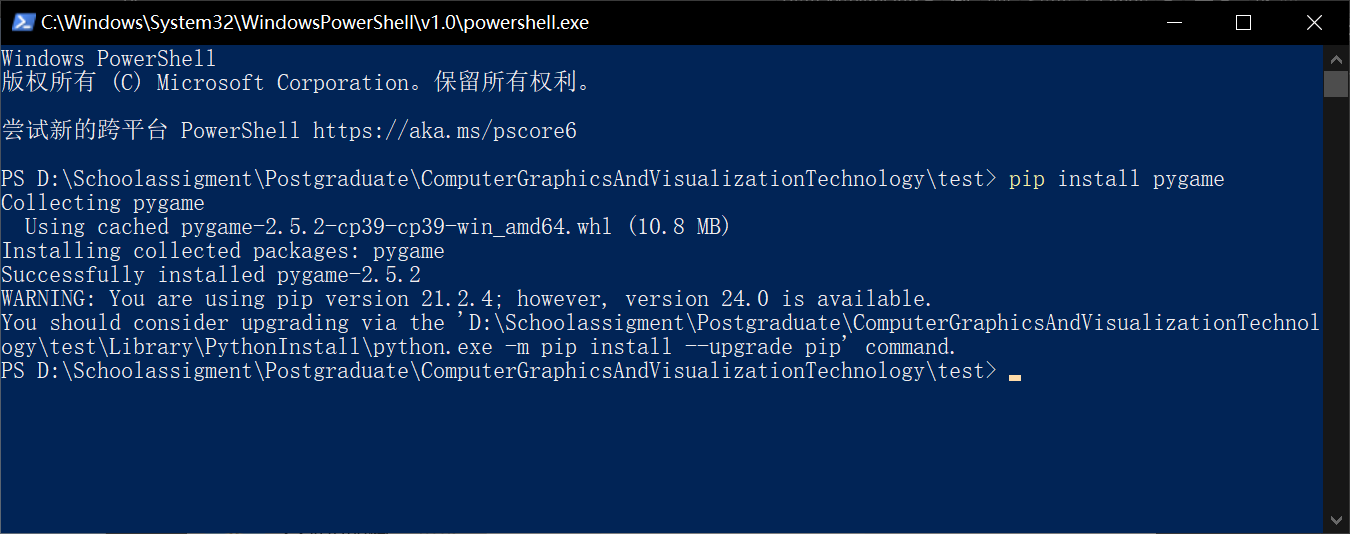 C:\Windows\System32\WindowsPowerShell\v1.0\powershell.exe
Windows PowerShell
版权所有 (C) Microsoft Corporation。保留所有权利。
尝试新的跨平台 PowerShell https://aka.ms/pscore6
PS D:\Schoolassigment\Postgraduate\ComputerGraphicsAndVisualizationTechnology\test> pip install pygame
Collecting pygame
  Using cached pygame-2.5.2-cp39-cp39-win_amd64.whl (10.8 MB)
Installing collected packages: pygame
Successfully installed pygame-2.5.2
WARNING: You are using pip version 21.2.4; however, version 24.0 is available.
You should consider upgrading via the 'D:\Schoolassigment\Postgraduate\ComputerGraphicsAndVisualizationTechnol
ogy\test\Library\PythonInstall\python.exe -m pip install --upgrade pip' command.
PS D:\Schoolassigment\Postgraduate\ComputerGraphicsAndVisualizationTechnology\test>